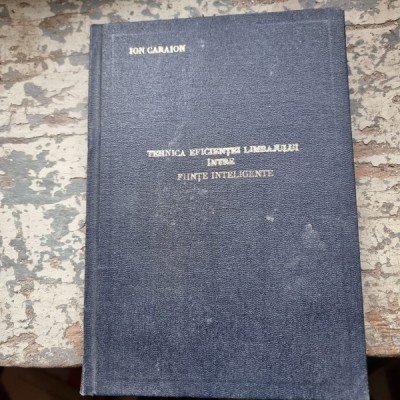 ION CARAION
TEHNICA EFICIENȚEI LIMBAJULUI
ÎNTRE
FIINȚE INTELIGENTE